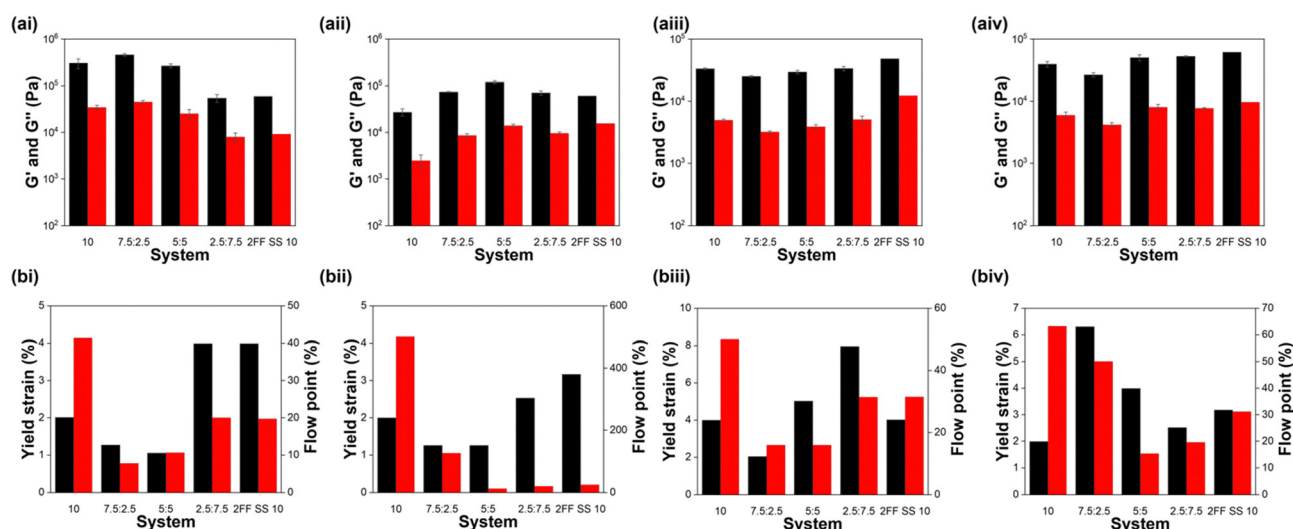 (ai)
G' and G'' (Pa)
10⁶
10⁵
10⁴
10³
10²
10 7.5:2.5 5:5 2.5:7.5 2FF SS 10
System
(aii)
G' and G'' (Pa)
10⁶
10⁵
10⁴
10³
10²
10 7.5:2.5 5:5 2.5:7.5 2FF SS 10
System
(aiii)
G' and G'' (Pa)
10⁵
10⁴
10³
10²
10 7.5:2.5 5:5 2.5:7.5 2FF SS 10
System
(aiv)
G' and G'' (Pa)
10⁵
10⁴
10³
10²
10 7.5:2.5 5:5 2.5:7.5 2FF SS 10
System
(bi)
Yield strain (%)
5
4
3
2
1
0
50
40
30
20
10
0
Flow point (%)
10 7.5:2.5 5:5 2.5:7.5 2FF SS 10
System
(bii)
Yield strain (%)
5
4
3
2
1
0
600
400
200
0
Flow point (%)
10 7.5:2.5 5:5 2.5:7.5 2FF SS 10
System
(biii)
Yield strain (%)
10
8
6
4
2
0
60
40
20
0
Flow point (%)
10 7.5:2.5 5:5 2.5:7.5 2FF SS 10
System
(biv)
Yield strain (%)
7
6
5
4
3
2
1
0
70
60
50
40
30
20
10
0
Flow point (%)
10 7.5:2.5 5:5 2.5:7.5 2FF SS 10
System